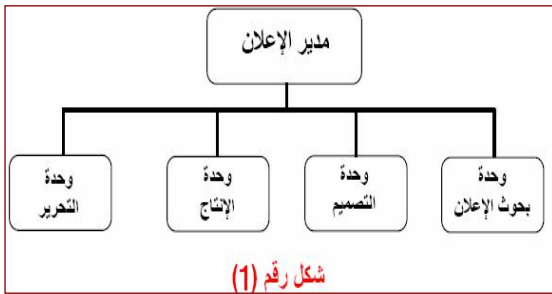 مدير الإعلان
وحدة
بحوث الإعلان
وحدة
التصميم
وحدة
الإنتاج
وحدة
التحرير
شكل رقم (1)